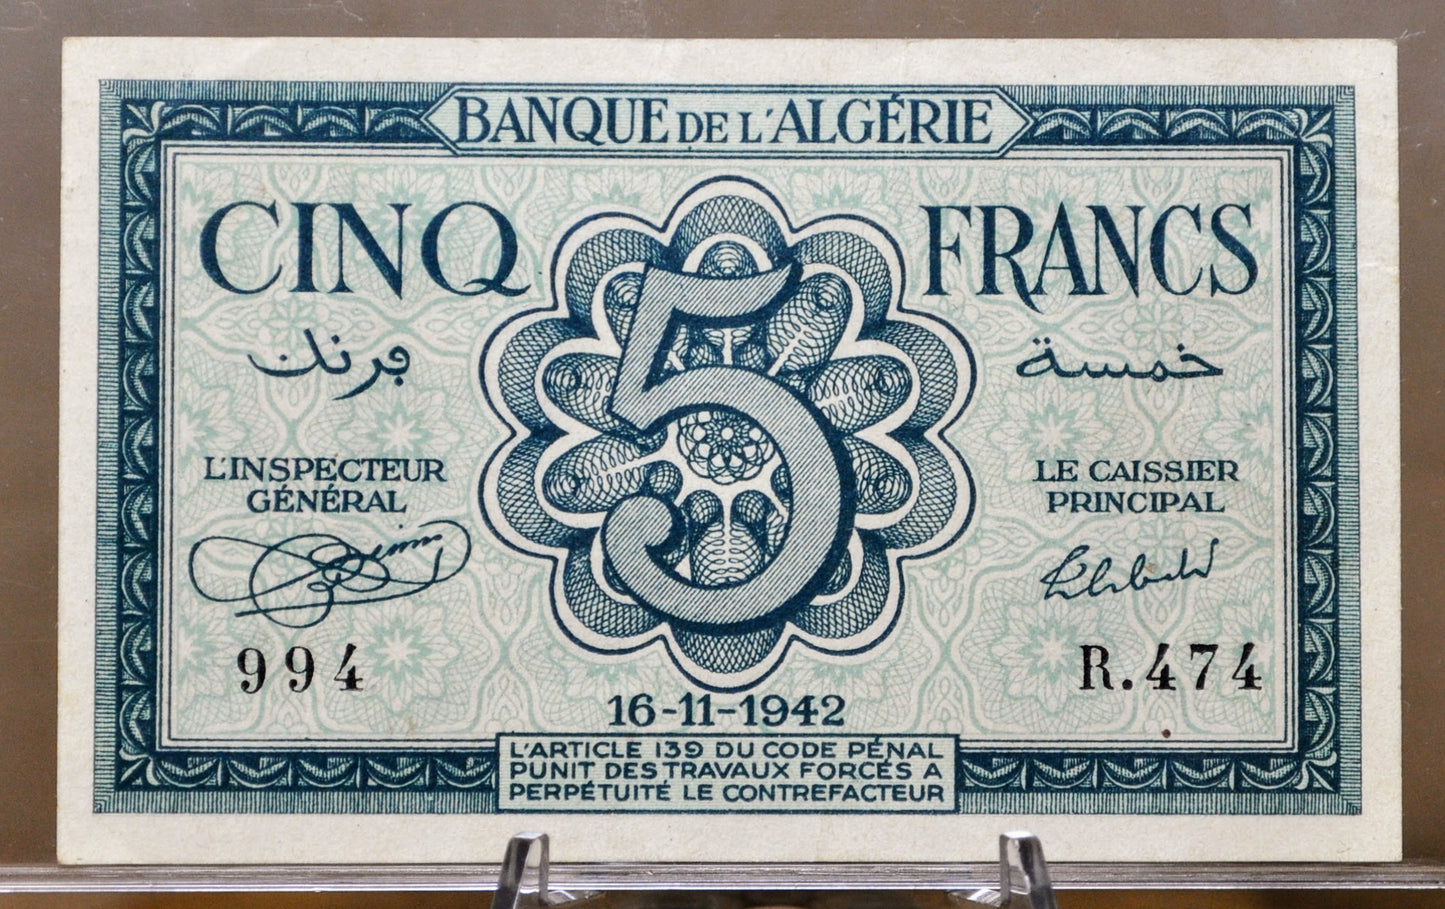 BANQUE DE L'ALGÉRIE
CINQ FRANCS
5
خمسة فرنك
L'INSPECTEUR GÉNÉRAL
LE CAISSIER PRINCIPAL
994
R.474
16-11-1942
L'ARTICLE 139 DU CODE PÉNAL
PUNIT DES TRAVAUX FORCÉS A
PERPÉTUITÉ LE CONTREFACTEUR